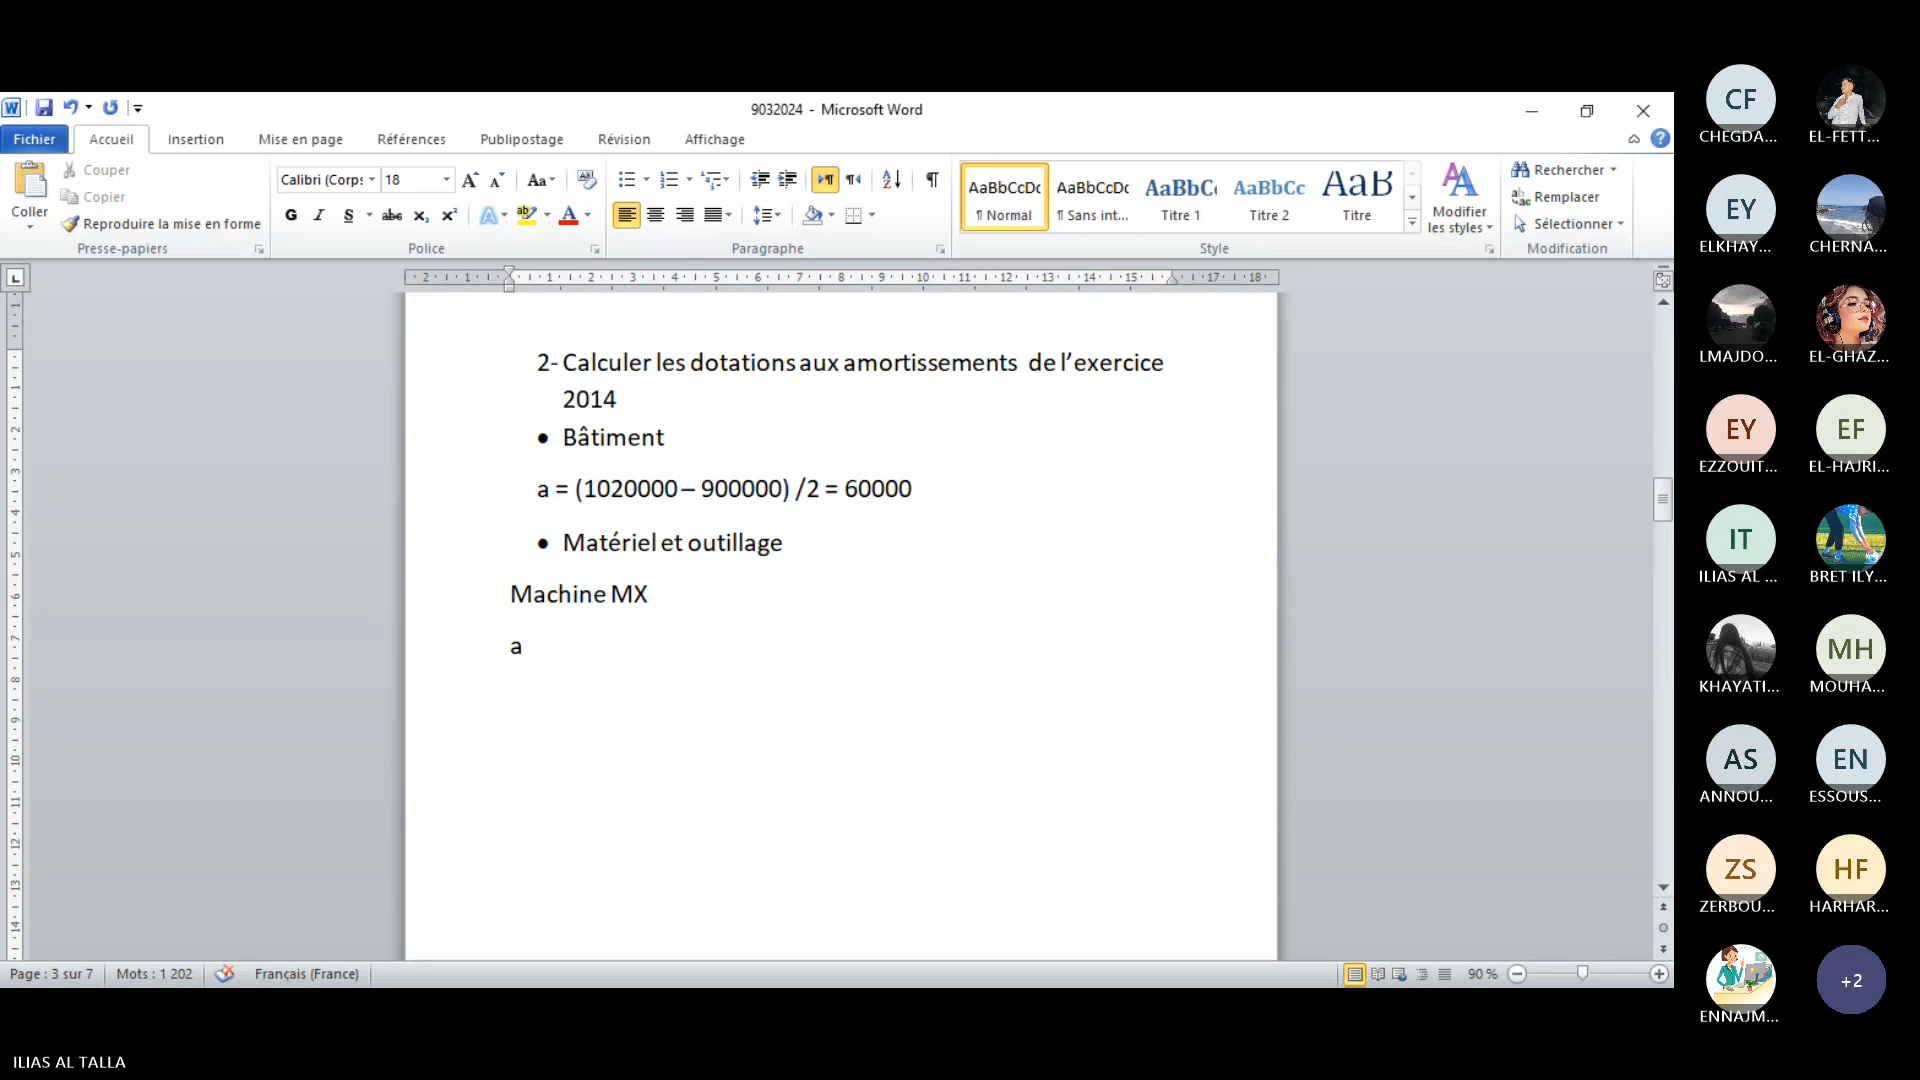 9032024 - Microsoft Word
Fichier Accueil Insertion Mise en page Références Publipostage Révision Affichage
Coller
Couper
Copier
Reproduire la mise en forme
Presse-papiers
Calibri (Corps 18
Police
Paragraphe
AaBbCcDc AaBbCcDc AaBbC AaBbCc AaB
¶ Normal ¶ Sans int... Titre 1 Titre 2 Titre
Modifier
les styles
Style
Rechercher
Remplacer
Sélectionner
Modification
2- Calculer les dotations aux amortissements de l’exercice
2014
• Bâtiment
a = (1020000 – 900000) /2 = 60000
• Matériel et outillage
Machine MX
a
Page : 3 sur 7 Mots : 1 202 Français (France) 90 %
CF
CHEGDA...
EL-FETT...
EY
ELKHAY...
CHERNA...
LMAJDO...
EL-GHAZ...
EY
EZZOUIT...
EF
EL-HAJRI...
IT
ILIAS AL ...
BRET ILY...
KHAYATI...
MH
MOUHA...
AS
ANNOU...
EN
ESSOUS...
ZS
ZERBOU...
HF
HARHAR...
ENNAJM...
+2
ILIAS AL TALLA